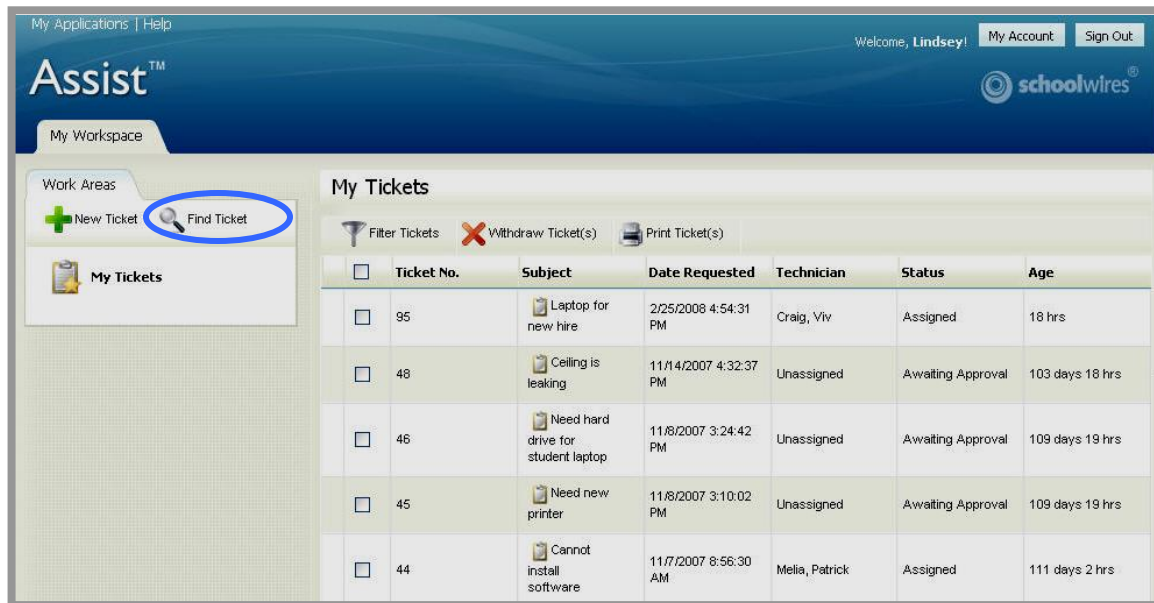 My Applications | Help
Welcome, Lindsey! My Account Sign Out
Assist™
schoolwires®
My Workspace
Work Areas
New Ticket Find Ticket
My Tickets
My Tickets
Filter Tickets Withdraw Ticket(s) Print Ticket(s)
Ticket No. Subject Date Requested Technician Status Age
95 Laptop for new hire 2/25/2008 4:54:31 PM Craig, Viv Assigned 18 hrs
48 Ceiling is leaking 11/14/2007 4:32:37 PM Unassigned Awaiting Approval 103 days 18 hrs
46 Need hard drive for student laptop 11/8/2007 3:24:42 PM Unassigned Awaiting Approval 109 days 19 hrs
45 Need new printer 11/8/2007 3:10:02 PM Unassigned Awaiting Approval 109 days 19 hrs
44 Cannot install software 11/7/2007 8:56:30 AM Melia, Patrick Assigned 111 days 2 hrs